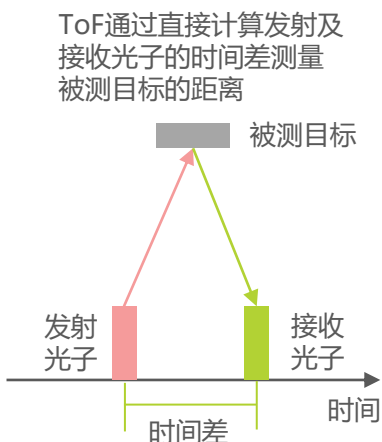 ToF通过直接计算发射及
接收光子的时间差测量
被测目标的距离
被测目标
发射
光子
接收
光子
时间
时间差